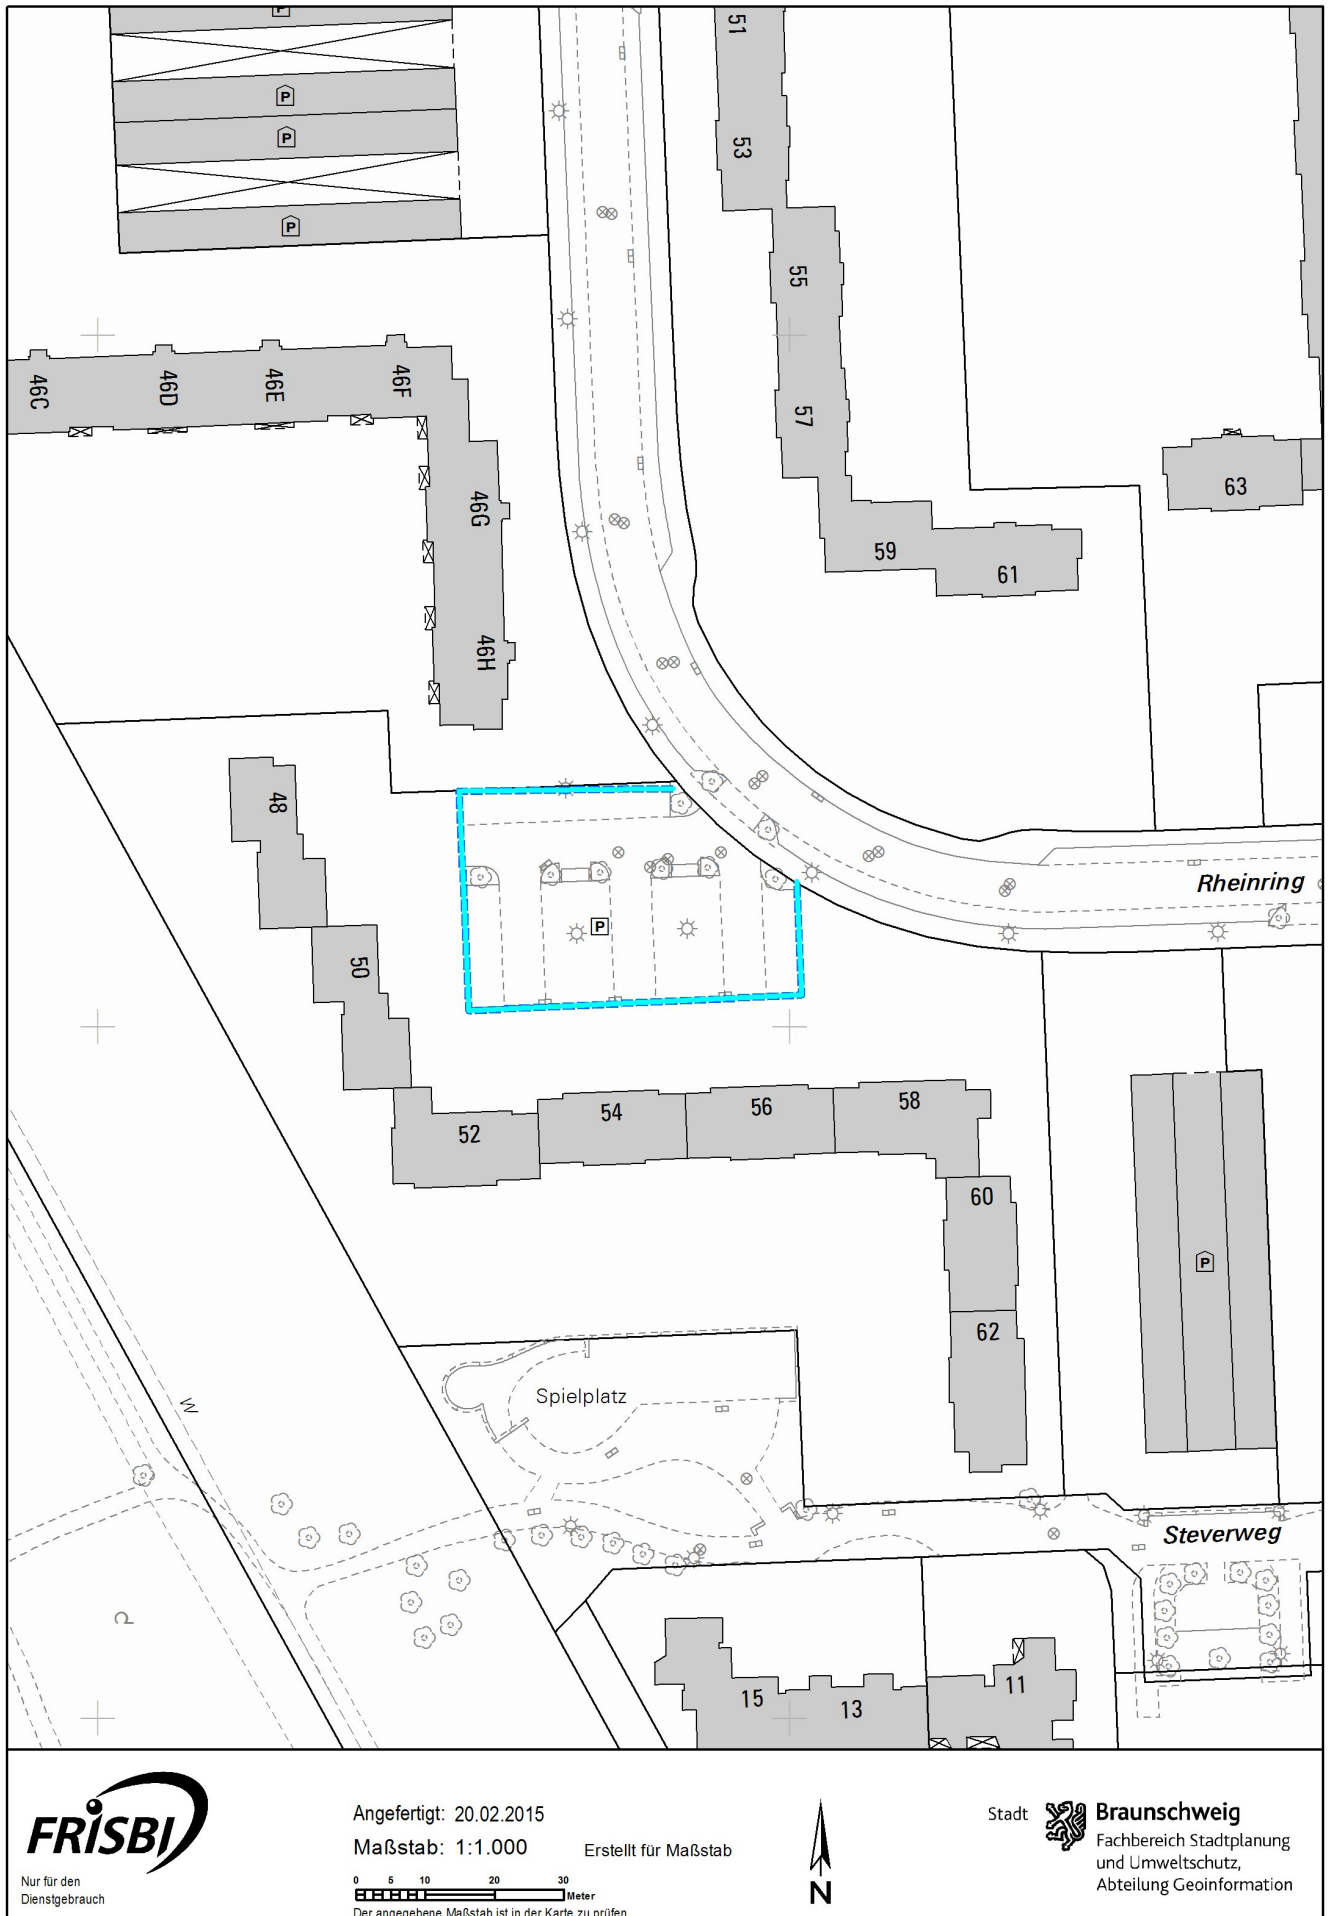 P
51
P
P
53
P
55
46C
46D
46E
46F
57
46G
63
59
61
46H
48
Rheinring
P
50
58
54
56
52
60
P
62
Spielplatz
W
Steverweg
11
15
13
FRISBI
Nur für den
Dienstgebrauch
Angefertigt: 20.02.2015
Maßstab: 1:1.000
Erstellt für Maßstab
0 5 10 20 30
Meter
Der angegebene Maßstab ist in der Karte zu prüfen
N
Stadt Braunschweig
Fachbereich Stadtplanung
und Umweltschutz,
Abteilung Geoinformation